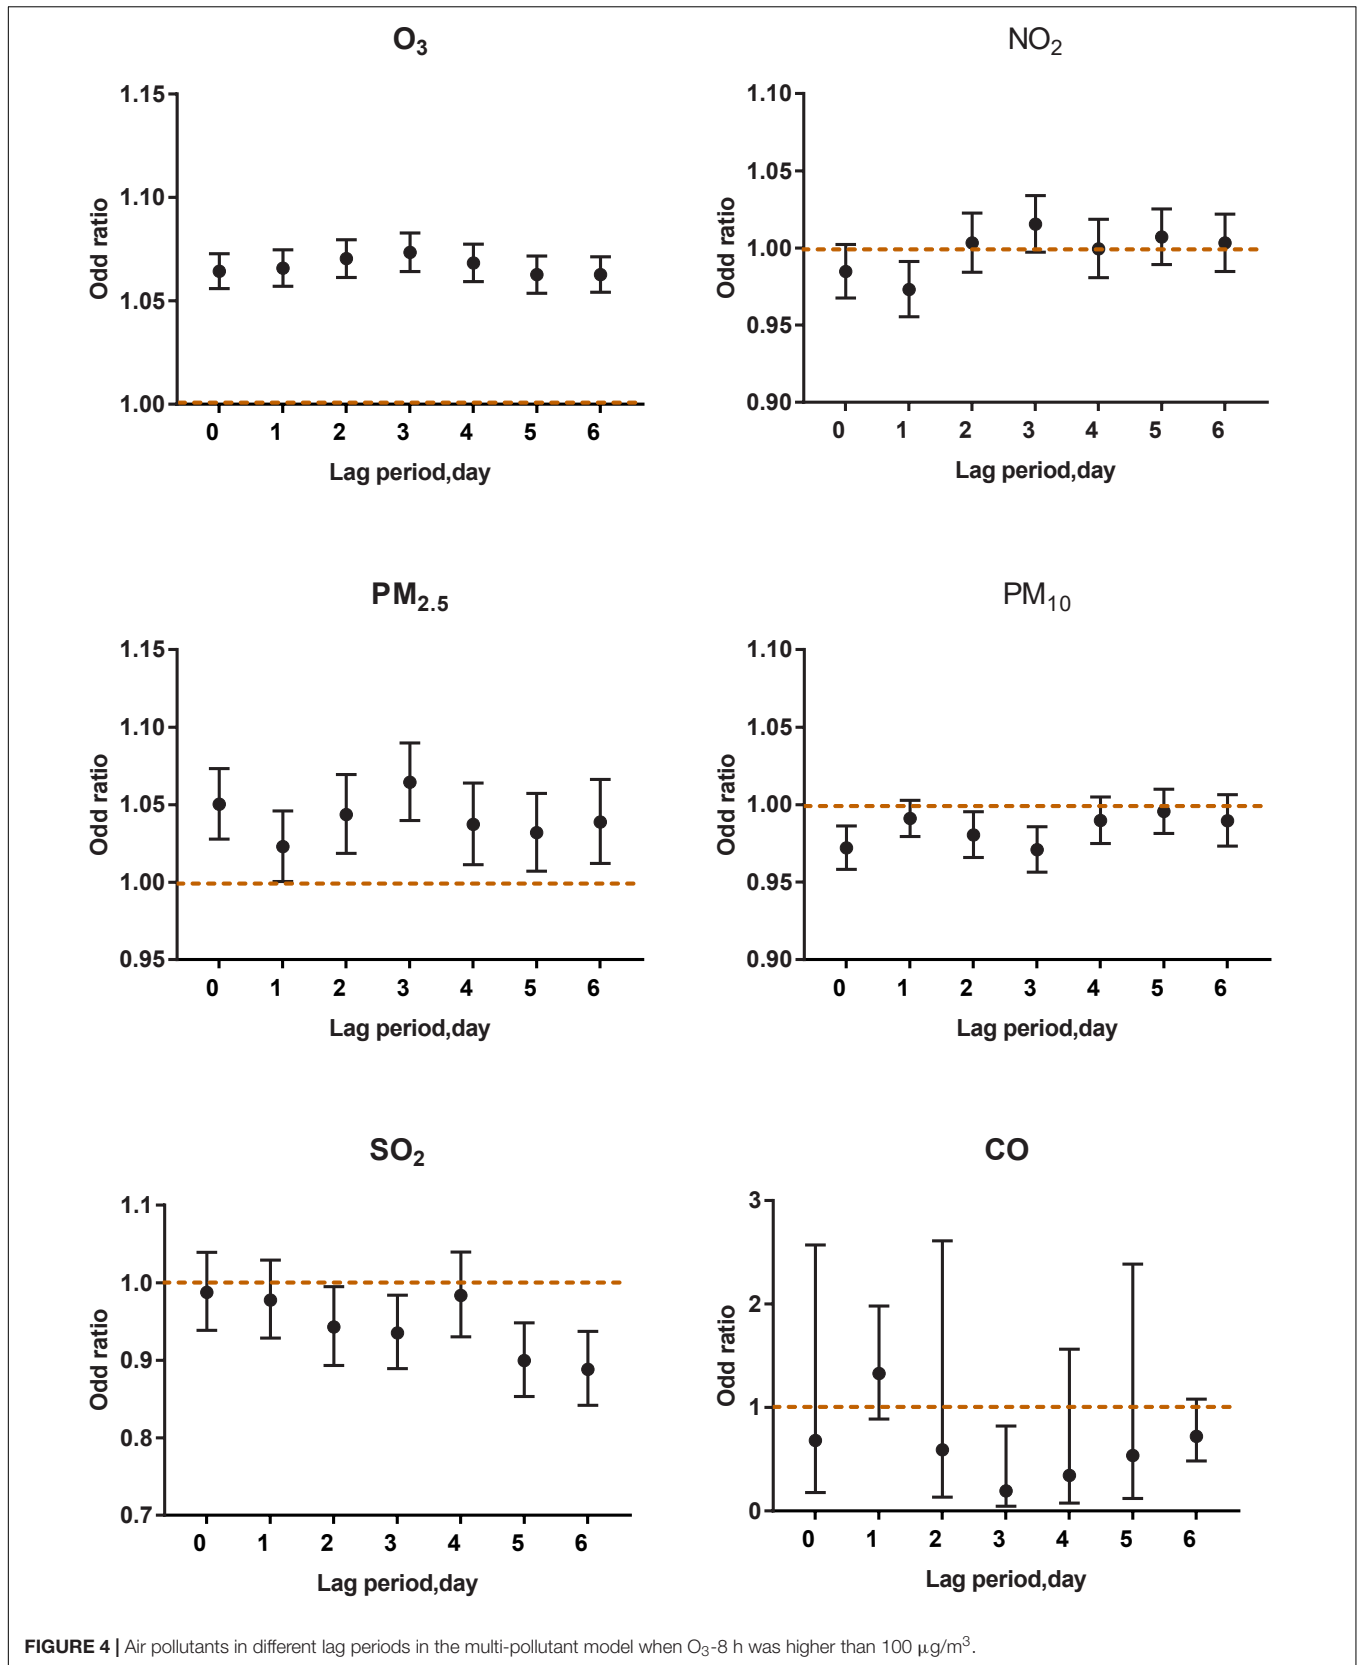 O₃
1.15
1.10
1.05
1.00
Odd ratio
0 1 2 3 4 5 6
Lag period,day
NO₂
1.10
1.05
1.00
0.95
0.90
Odd ratio
0 1 2 3 4 5 6
Lag period,day
PM₂.₅
1.15
1.10
1.05
1.00
0.95
Odd ratio
0 1 2 3 4 5 6
Lag period,day
PM₁₀
1.10
1.05
1.00
0.95
0.90
Odd ratio
0 1 2 3 4 5 6
Lag period,day
SO₂
1.1
1.0
0.9
0.8
0.7
Odd ratio
0 1 2 3 4 5 6
Lag period,day
CO
3
2
1
0
Odd ratio
0 1 2 3 4 5 6
Lag period,day
FIGURE 4 | Air pollutants in different lag periods in the multi-pollutant model when O₃-8 h was higher than 100 µg/m³.